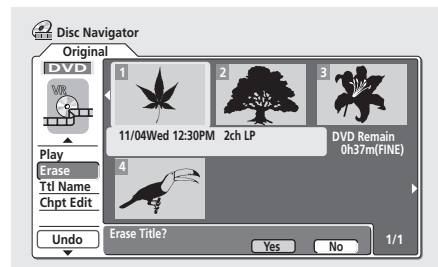 Disc Navigator
Original
DVD
VR
1
2
3
11/04Wed 12:30PM 2ch LP
DVD Remain
0h37m(FINE)
4
Play
Erase
Ttl Name
Chpt Edit
Undo
Erase Title?
Yes
No
1/1